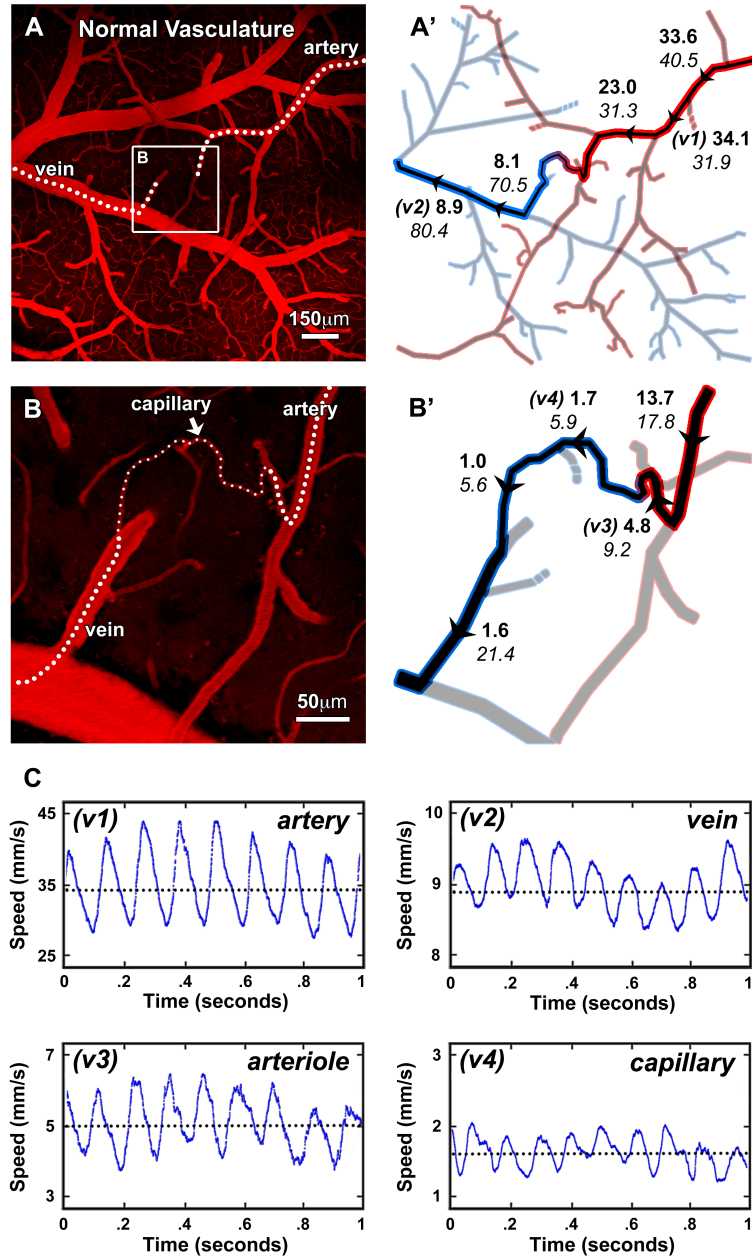 A
Normal Vasculature
artery
vein
B
150μm
A'
33.6
40.5
23.0
31.3
(v1) 34.1
31.9
8.1
70.5
(v2) 8.9
80.4
B
capillary
artery
vein
50μm
B'
(v4) 1.7
5.9
13.7
17.8
1.0
5.6
(v3) 4.8
9.2
1.6
21.4
C
(v1) artery
Speed (mm/s)
45
35
25
0 .2 .4 .6 .8 1
Time (seconds)
(v2) vein
Speed (mm/s)
10
9
8
0 .2 .4 .6 .8 1
Time (seconds)
(v3) arteriole
Speed (mm/s)
7
5
3
0 .2 .4 .6 .8 1
Time (seconds)
(v4) capillary
Speed (mm/s)
3
2
1
0 .2 .4 .6 .8 1
Time (seconds)